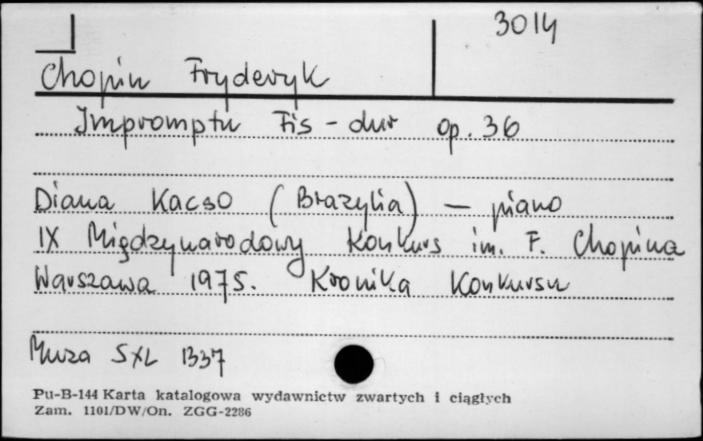 3014
Chopin Fryderyk
Impromptu Fis-dur op. 36
Diana Kacso (Brazylia) – piano
IX Międzynarodowy Konkurs im. F. Chopina
Warszawa 1975. Kronika Konkursu
Muza SXL 1337
Pu-B-144 Karta katalogowa wydawnictw zwartych i ciągłych
Zam. 1101/DW/On. ZGG-2286